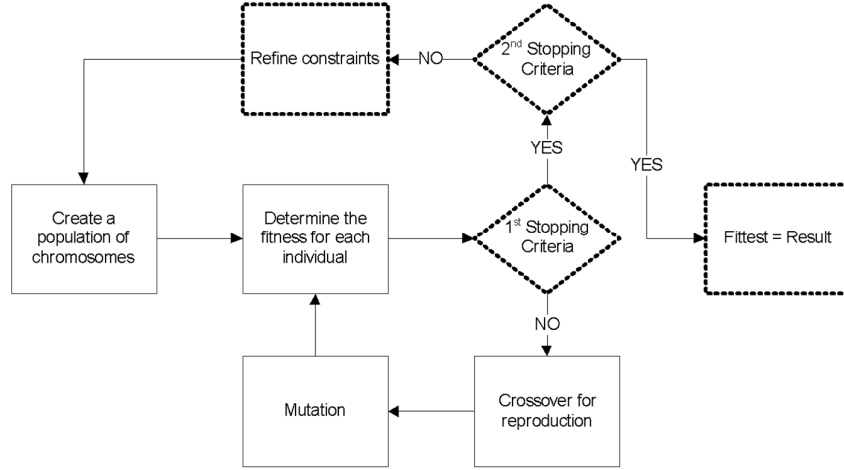 Refine constraints
NO
2nd Stopping
Criteria
YES
YES
Create a
population of
chromosomes
Determine the
fitness for each
individual
1st Stopping
Criteria
Fittest = Result
NO
Mutation
Crossover for
reproduction